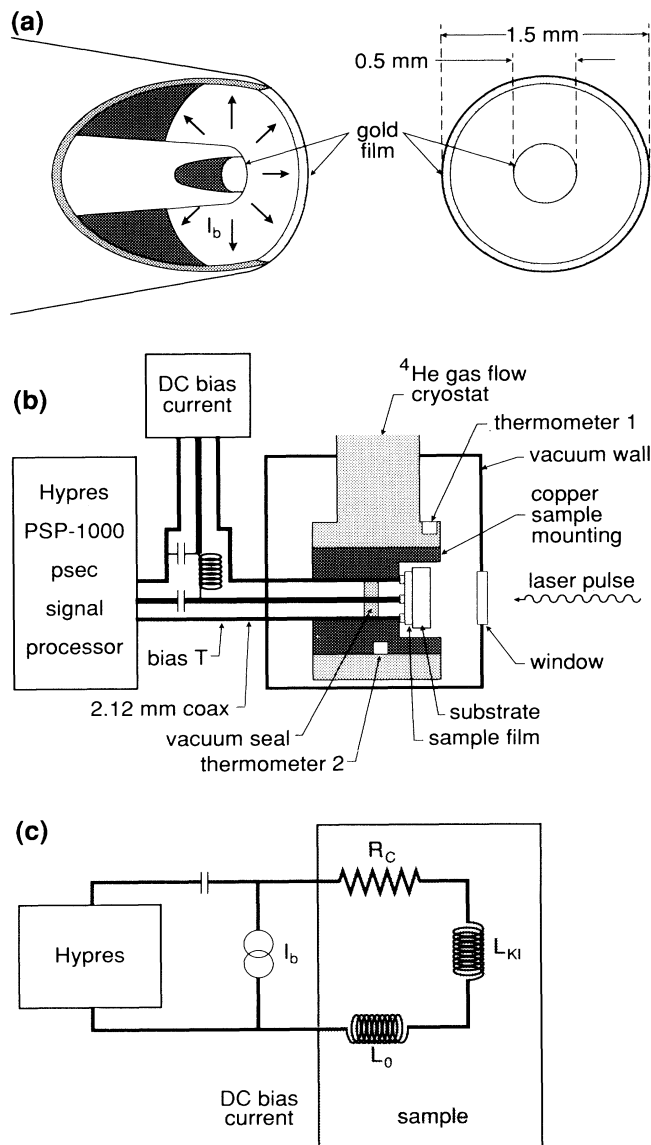 (a)
1.5 mm
0.5 mm
gold
film
I_b
(b)
DC bias
current
⁴He gas flow
cryostat
thermometer 1
vacuum wall
copper
sample
mounting
Hypres
PSP-1000
psec
signal
processor
laser pulse
bias T
window
2.12 mm coax
substrate
vacuum seal
sample film
thermometer 2
(c)
R_C
Hypres
I_b
L_KI
L_0
DC bias
current
sample